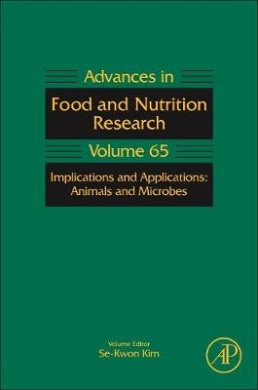 Advances in
Food and Nutrition
Research
Volume 65
Implications and Applications:
Animals and Microbes
Volume Editor
Se-Kwon Kim
AP